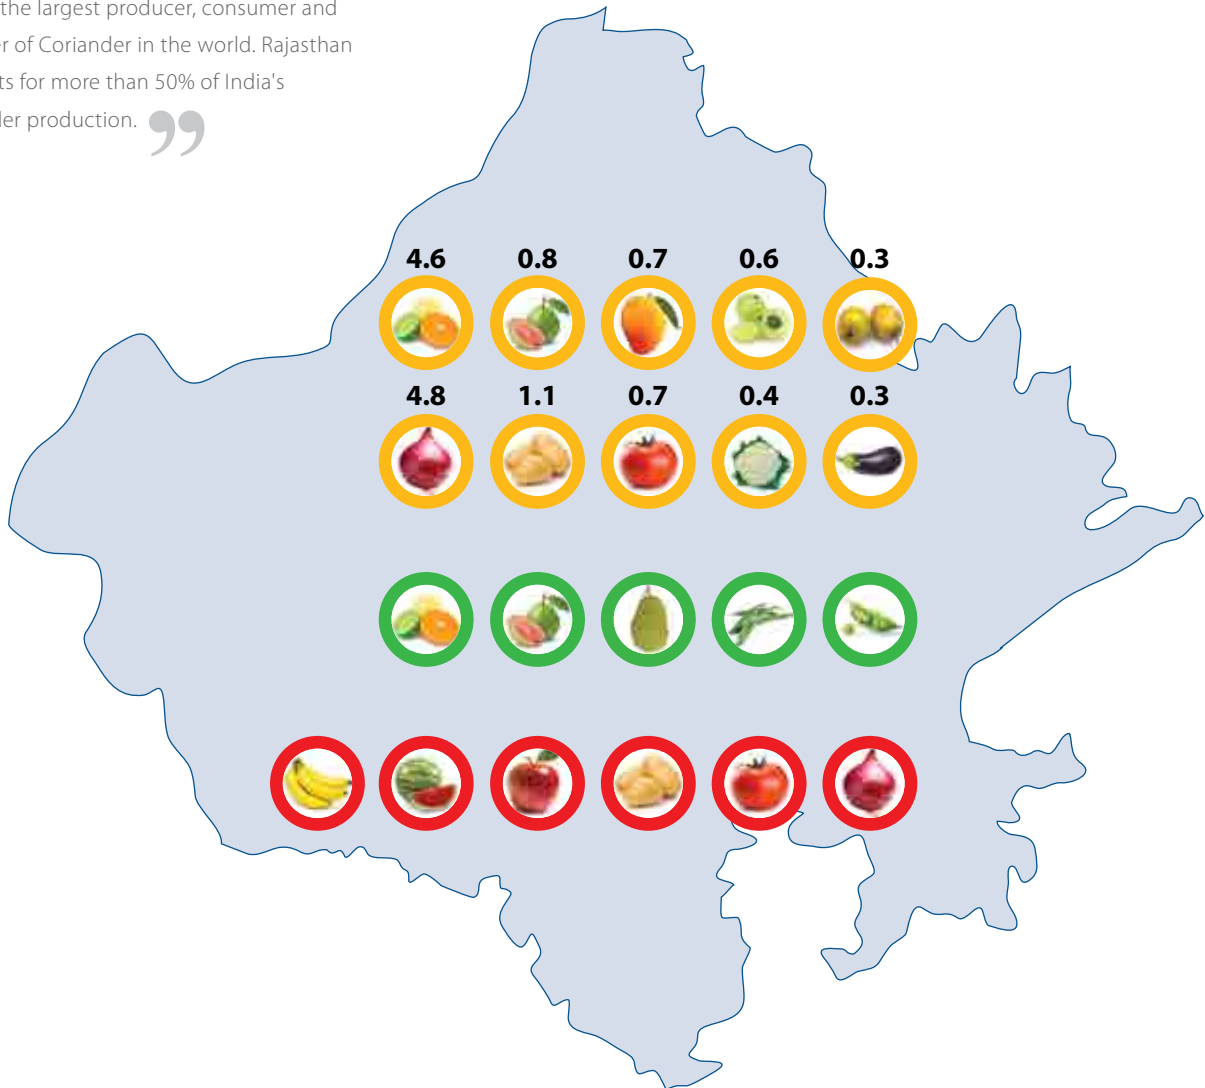 the largest producer, consumer and
er of Coriander in the world. Rajasthan
ts for more than 50% of India's
der production. ”
4.6 0.8 0.7 0.6 0.3
4.8 1.1 0.7 0.4 0.3